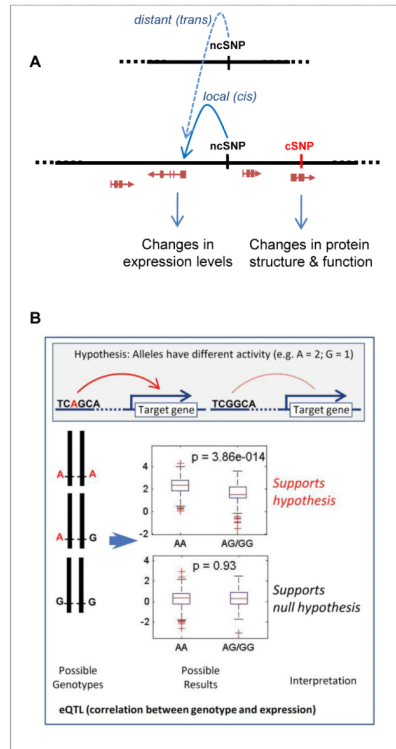 distant (trans)
ncSNP
A
local (cis)
ncSNP
cSNP
Changes in
expression levels
Changes in protein
structure & function
B
Hypothesis: Alleles have different activity (e.g. A = 2; G = 1)
TCAGCA
Target gene
TCGGCA
Target gene
A
A
A
G
G
G
p = 3.86e-014
4
2
0
-2
AA
AG/GG
Supports
hypothesis
p = 0.93
4
2
0
-2
AA
AG/GG
Supports
null hypothesis
Possible
Genotypes
Possible
Results
Interpretation
eQTL (correlation between genotype and expression)